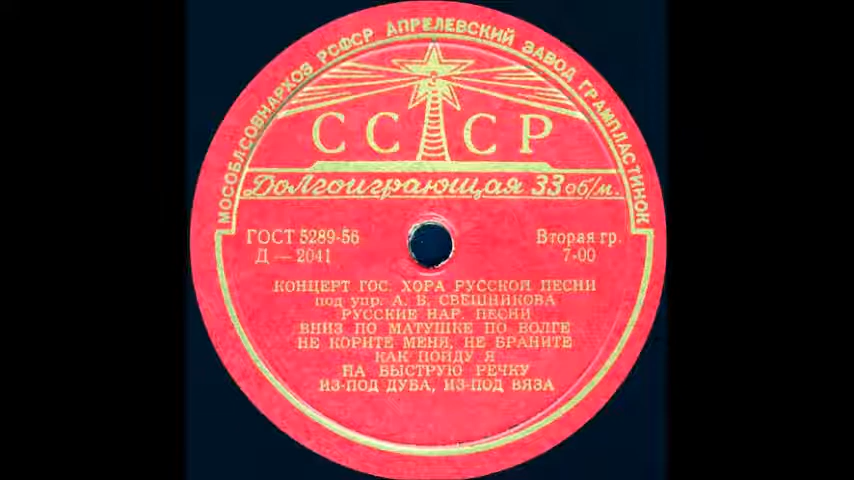 МОСОБЛСОВНАРХОЗ РСФСР АПРЕЛЕВСКИЙ ЗАВОД ГРАМПЛАСТИНОК
СССР
Долгоиграющая 33 об/м.
ГОСТ 5289-56
Д — 2041
Вторая гр.
7-00
КОНЦЕРТ ГОС. ХОРА РУССКОЙ ПЕСНИ
под упр. А. В. СВЕШНИКОВА
РУССКИЕ НАР. ПЕСНИ
ВНИЗ ПО МАТУШКЕ ПО ВОЛГЕ
НЕ КОРИТЕ МЕНЯ, НЕ БРАНИТЕ
КАК ПОЙДУ Я
НА БЫСТРУЮ РЕЧКУ
ИЗ-ПОД ДУБА, ИЗ-ПОД ВЯЗА